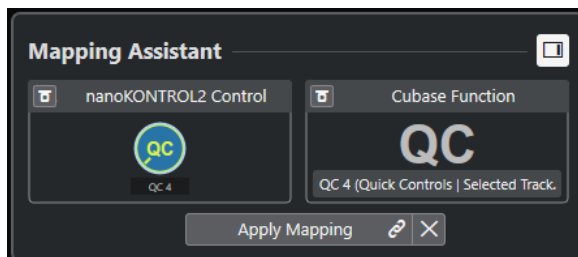 Mapping Assistant
nanoKONTROL2 Control
Cubase Function
QC
QC 4
QC
QC 4 (Quick Controls | Selected Track.
Apply Mapping